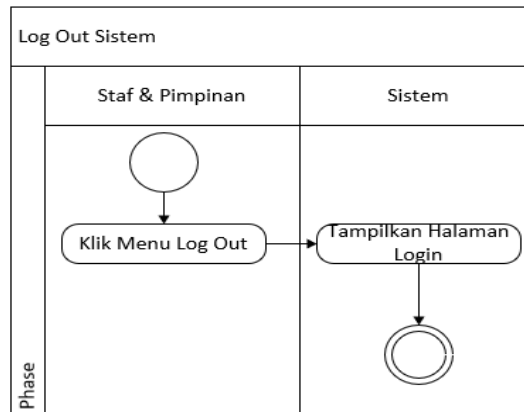 Log Out Sistem
Staf & Pimpinan
Sistem
Klik Menu Log Out
Tampilkan Halaman
Login
Phase